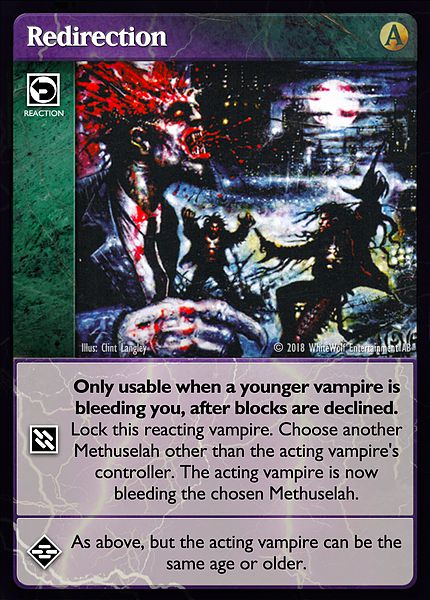 Redirection
A
REACTION
Illus: Clint Langley
© 2018 WhiteWolf Entertainment AB
Only usable when a younger vampire is
bleeding you, after blocks are declined.
Lock this reacting vampire. Choose another
Methuselah other than the acting vampire's
controller. The acting vampire is now
bleeding the chosen Methuselah.
As above, but the acting vampire can be the
same age or older.